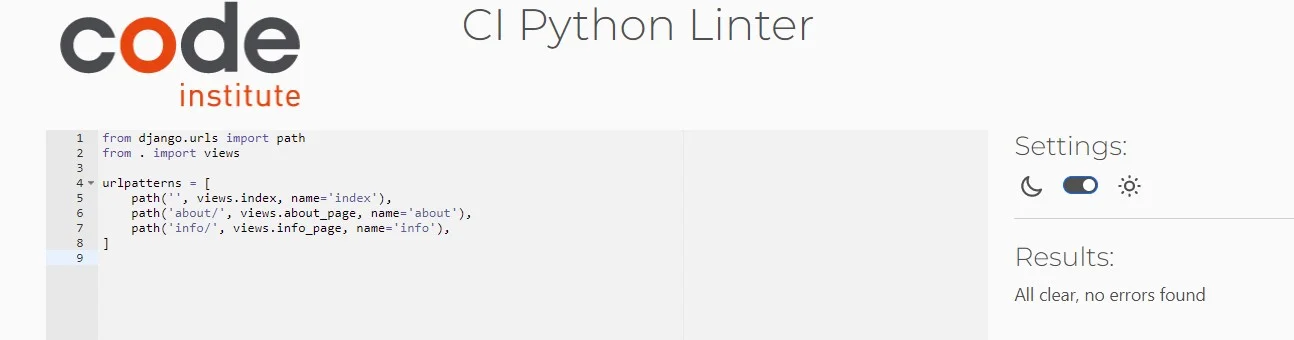 code
institute
CI Python Linter
1 from django.urls import path
2 from . import views
3
4 urlpatterns = [
5     path('', views.index, name='index'),
6     path('about/', views.about_page, name='about'),
7     path('info/', views.info_page, name='info'),
8 ]
9
Settings:
Results:
All clear, no errors found